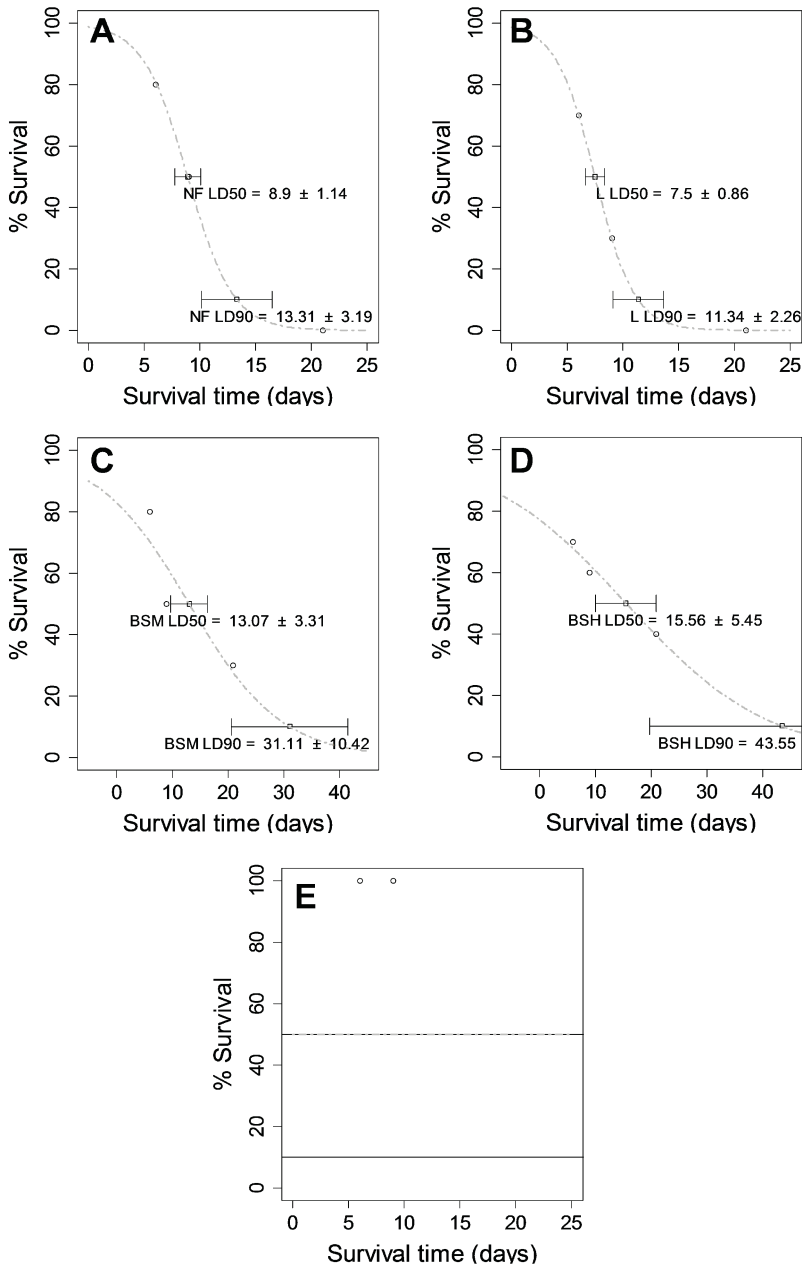 A
100
80
60
40
20
0
% Survival
NF LD50 = 8.9 ± 1.14
NF LD90 = 13.31 ± 3.19
0 5 10 15 20 25
Survival time (days)
B
100
80
60
40
20
0
% Survival
L LD50 = 7.5 ± 0.86
L LD90 = 11.34 ± 2.26
0 5 10 15 20 25
Survival time (days)
C
100
80
60
40
20
0
% Survival
BSM LD50 = 13.07 ± 3.31
BSM LD90 = 31.11 ± 10.42
0 10 20 30 40
Survival time (days)
D
100
80
60
40
20
0
% Survival
BSH LD50 = 15.56 ± 5.45
BSH LD90 = 43.55
0 10 20 30 40
Survival time (days)
E
100
80
60
40
20
0
% Survival
0 5 10 15 20 25
Survival time (days)